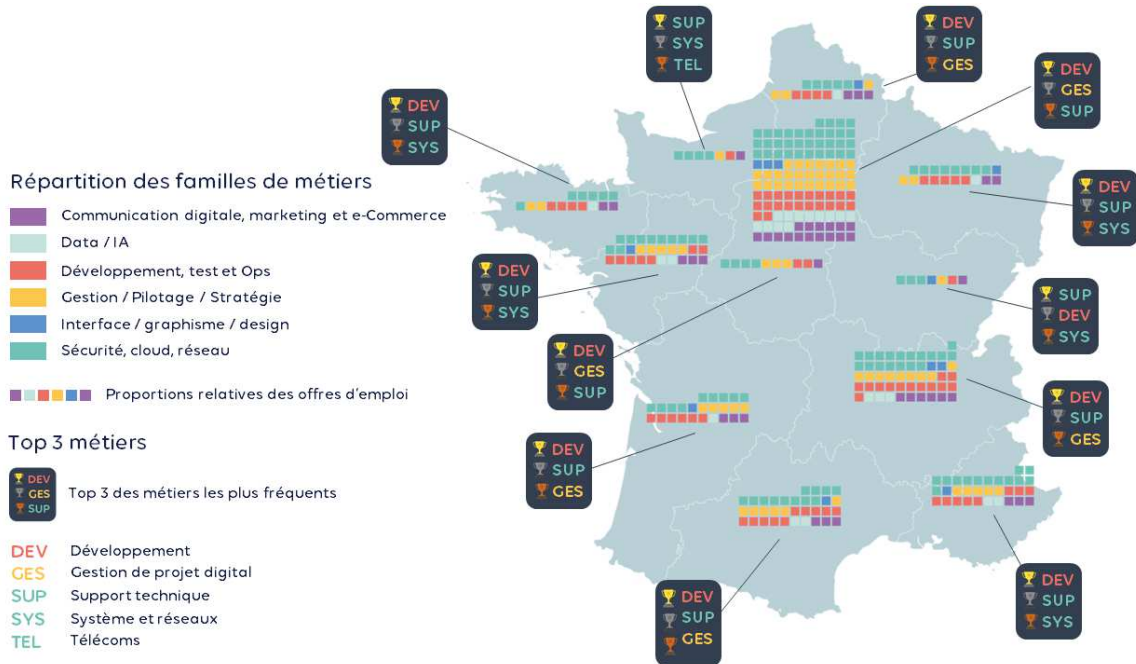 Répartition des familles de métiers
Communication digitale, marketing et e-Commerce
Data / IA
Développement, test et Ops
Gestion / Pilotage / Stratégie
Interface / graphisme / design
Sécurité, cloud, réseau
Proportions relatives des offres d'emploi
Top 3 métiers
DEV
GES
SUP
Top 3 des métiers les plus fréquents
DEV Développement
GES Gestion de projet digital
SUP Support technique
SYS Système et réseaux
TEL Télécoms
SUP
SYS
TEL
DEV
SUP
GES
DEV
GES
SUP
DEV
SUP
SYS
DEV
SUP
SYS
DEV
SUP
SYS
SUP
DEV
SYS
DEV
GES
SUP
DEV
SUP
GES
DEV
SUP
GES
DEV
SUP
GES
DEV
SUP
SYS